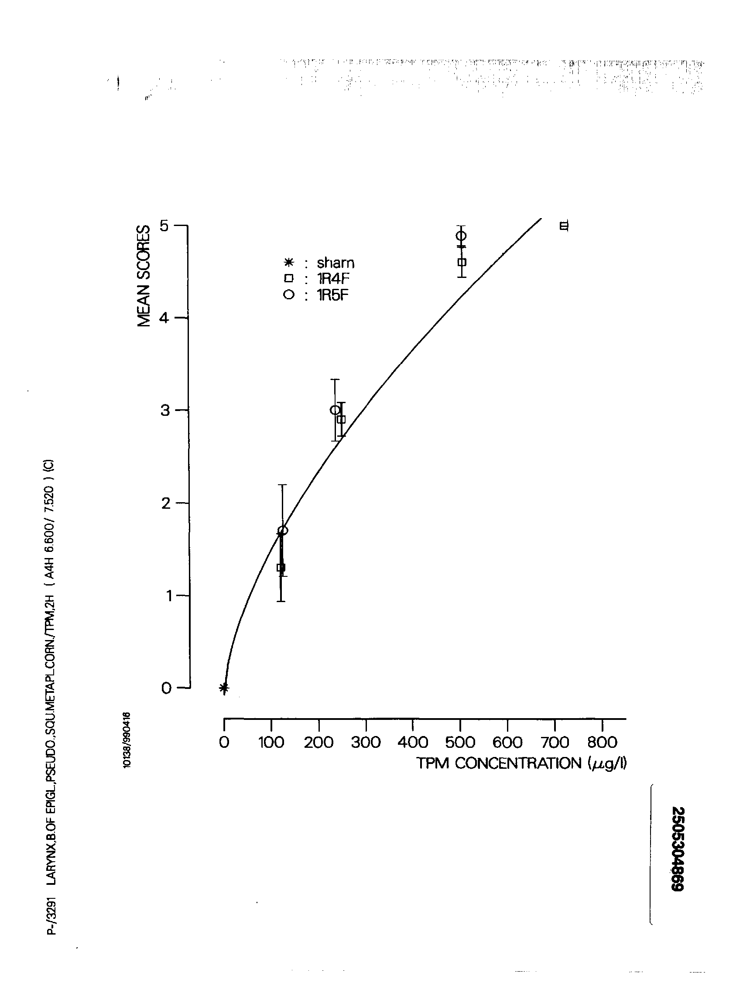 MEAN SCORES
5
4
3
2
1
0
* : sham
□ : 1R4F
○ : 1R5F
0 100 200 300 400 500 600 700 800
TPM CONCENTRATION (µg/l)
10138/990416
P-/3291 LARYNX,B.OF EPIGL.,PSEUDO.,SQU.METAPL.CORN./TPM,2H ( A4H 6.600/ 7.520 ) (C)
2505304869